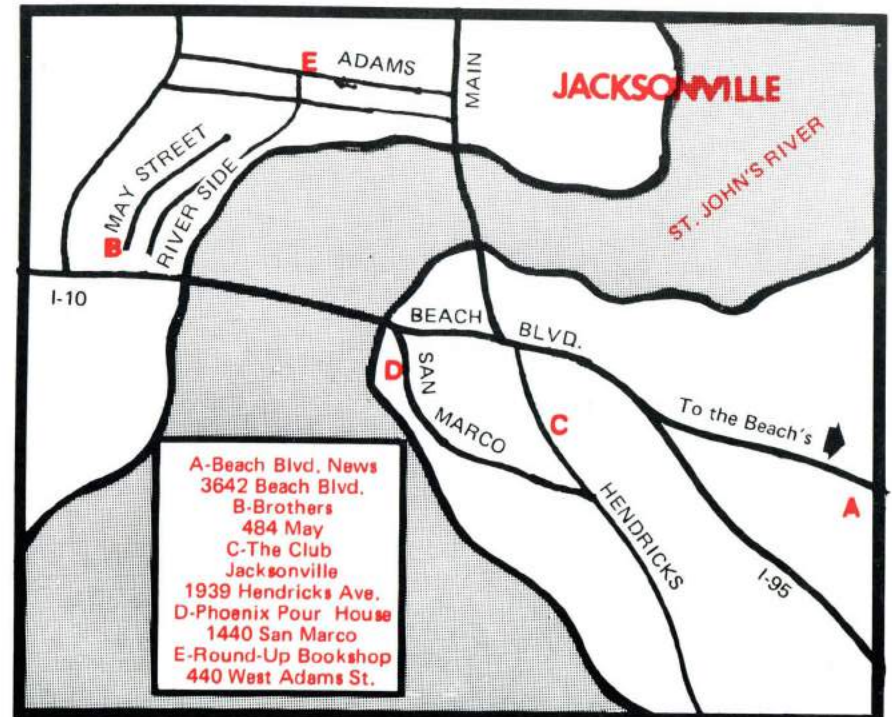 E
ADAMS
MAIN
JACKSONVILLE
ST. JOHN'S RIVER
MAY STREET
RIVER SIDE
B
I-10
BEACH BLVD.
D
SAN MARCO
C
To the Beach's
HENDRICKS
A
I-95
A-Beach Blvd. News
3642 Beach Blvd.
B-Brothers
484 May
C-The Club
Jacksonville
1939 Hendricks Ave.
D-Phoenix Pour House
1440 San Marco
E-Round-Up Bookshop
440 West Adams St.